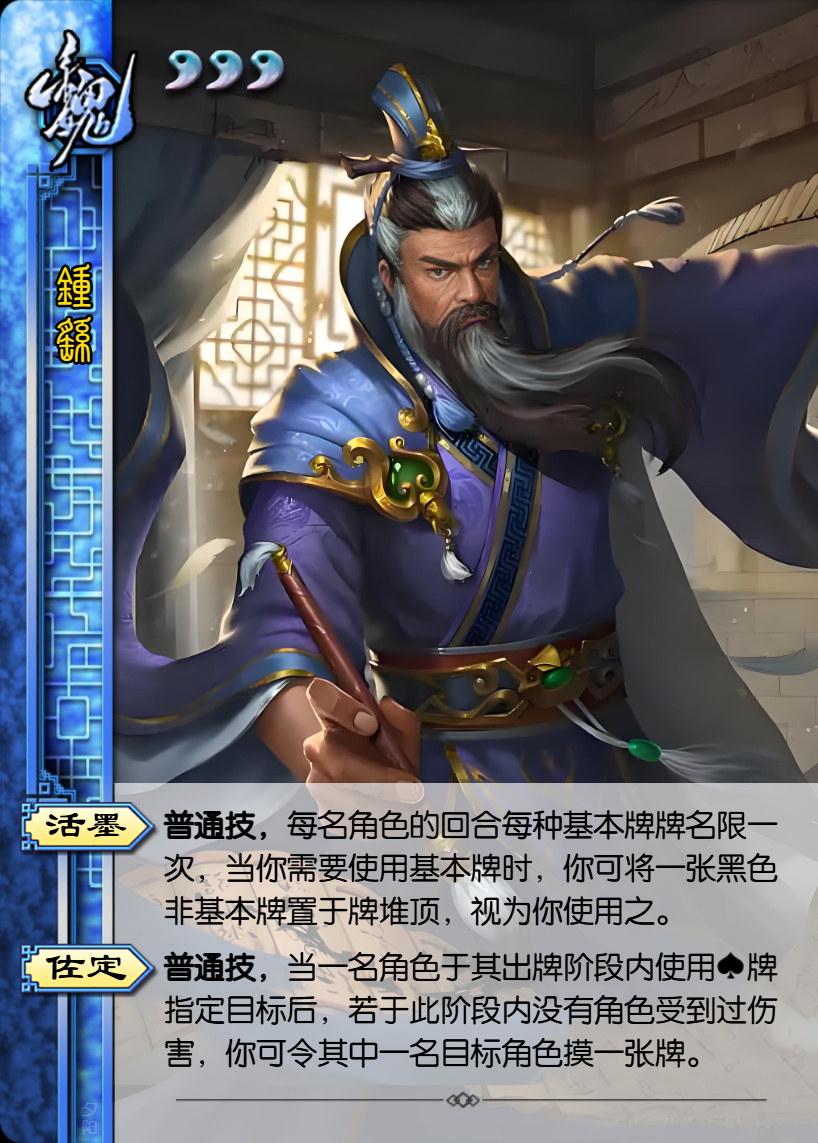 魏
鍾繇
活墨
普通技，每名角色的回合每种基本牌牌名限一
次，当你需要使用基本牌时，你可将一张黑色
非基本牌置于牌堆顶，视为你使用之。
佐定
普通技，当一名角色于其出牌阶段内使用♠牌
指定目标后，若于此阶段内没有角色受到过伤
害，你可令其中一名目标角色摸一张牌。
夕阳